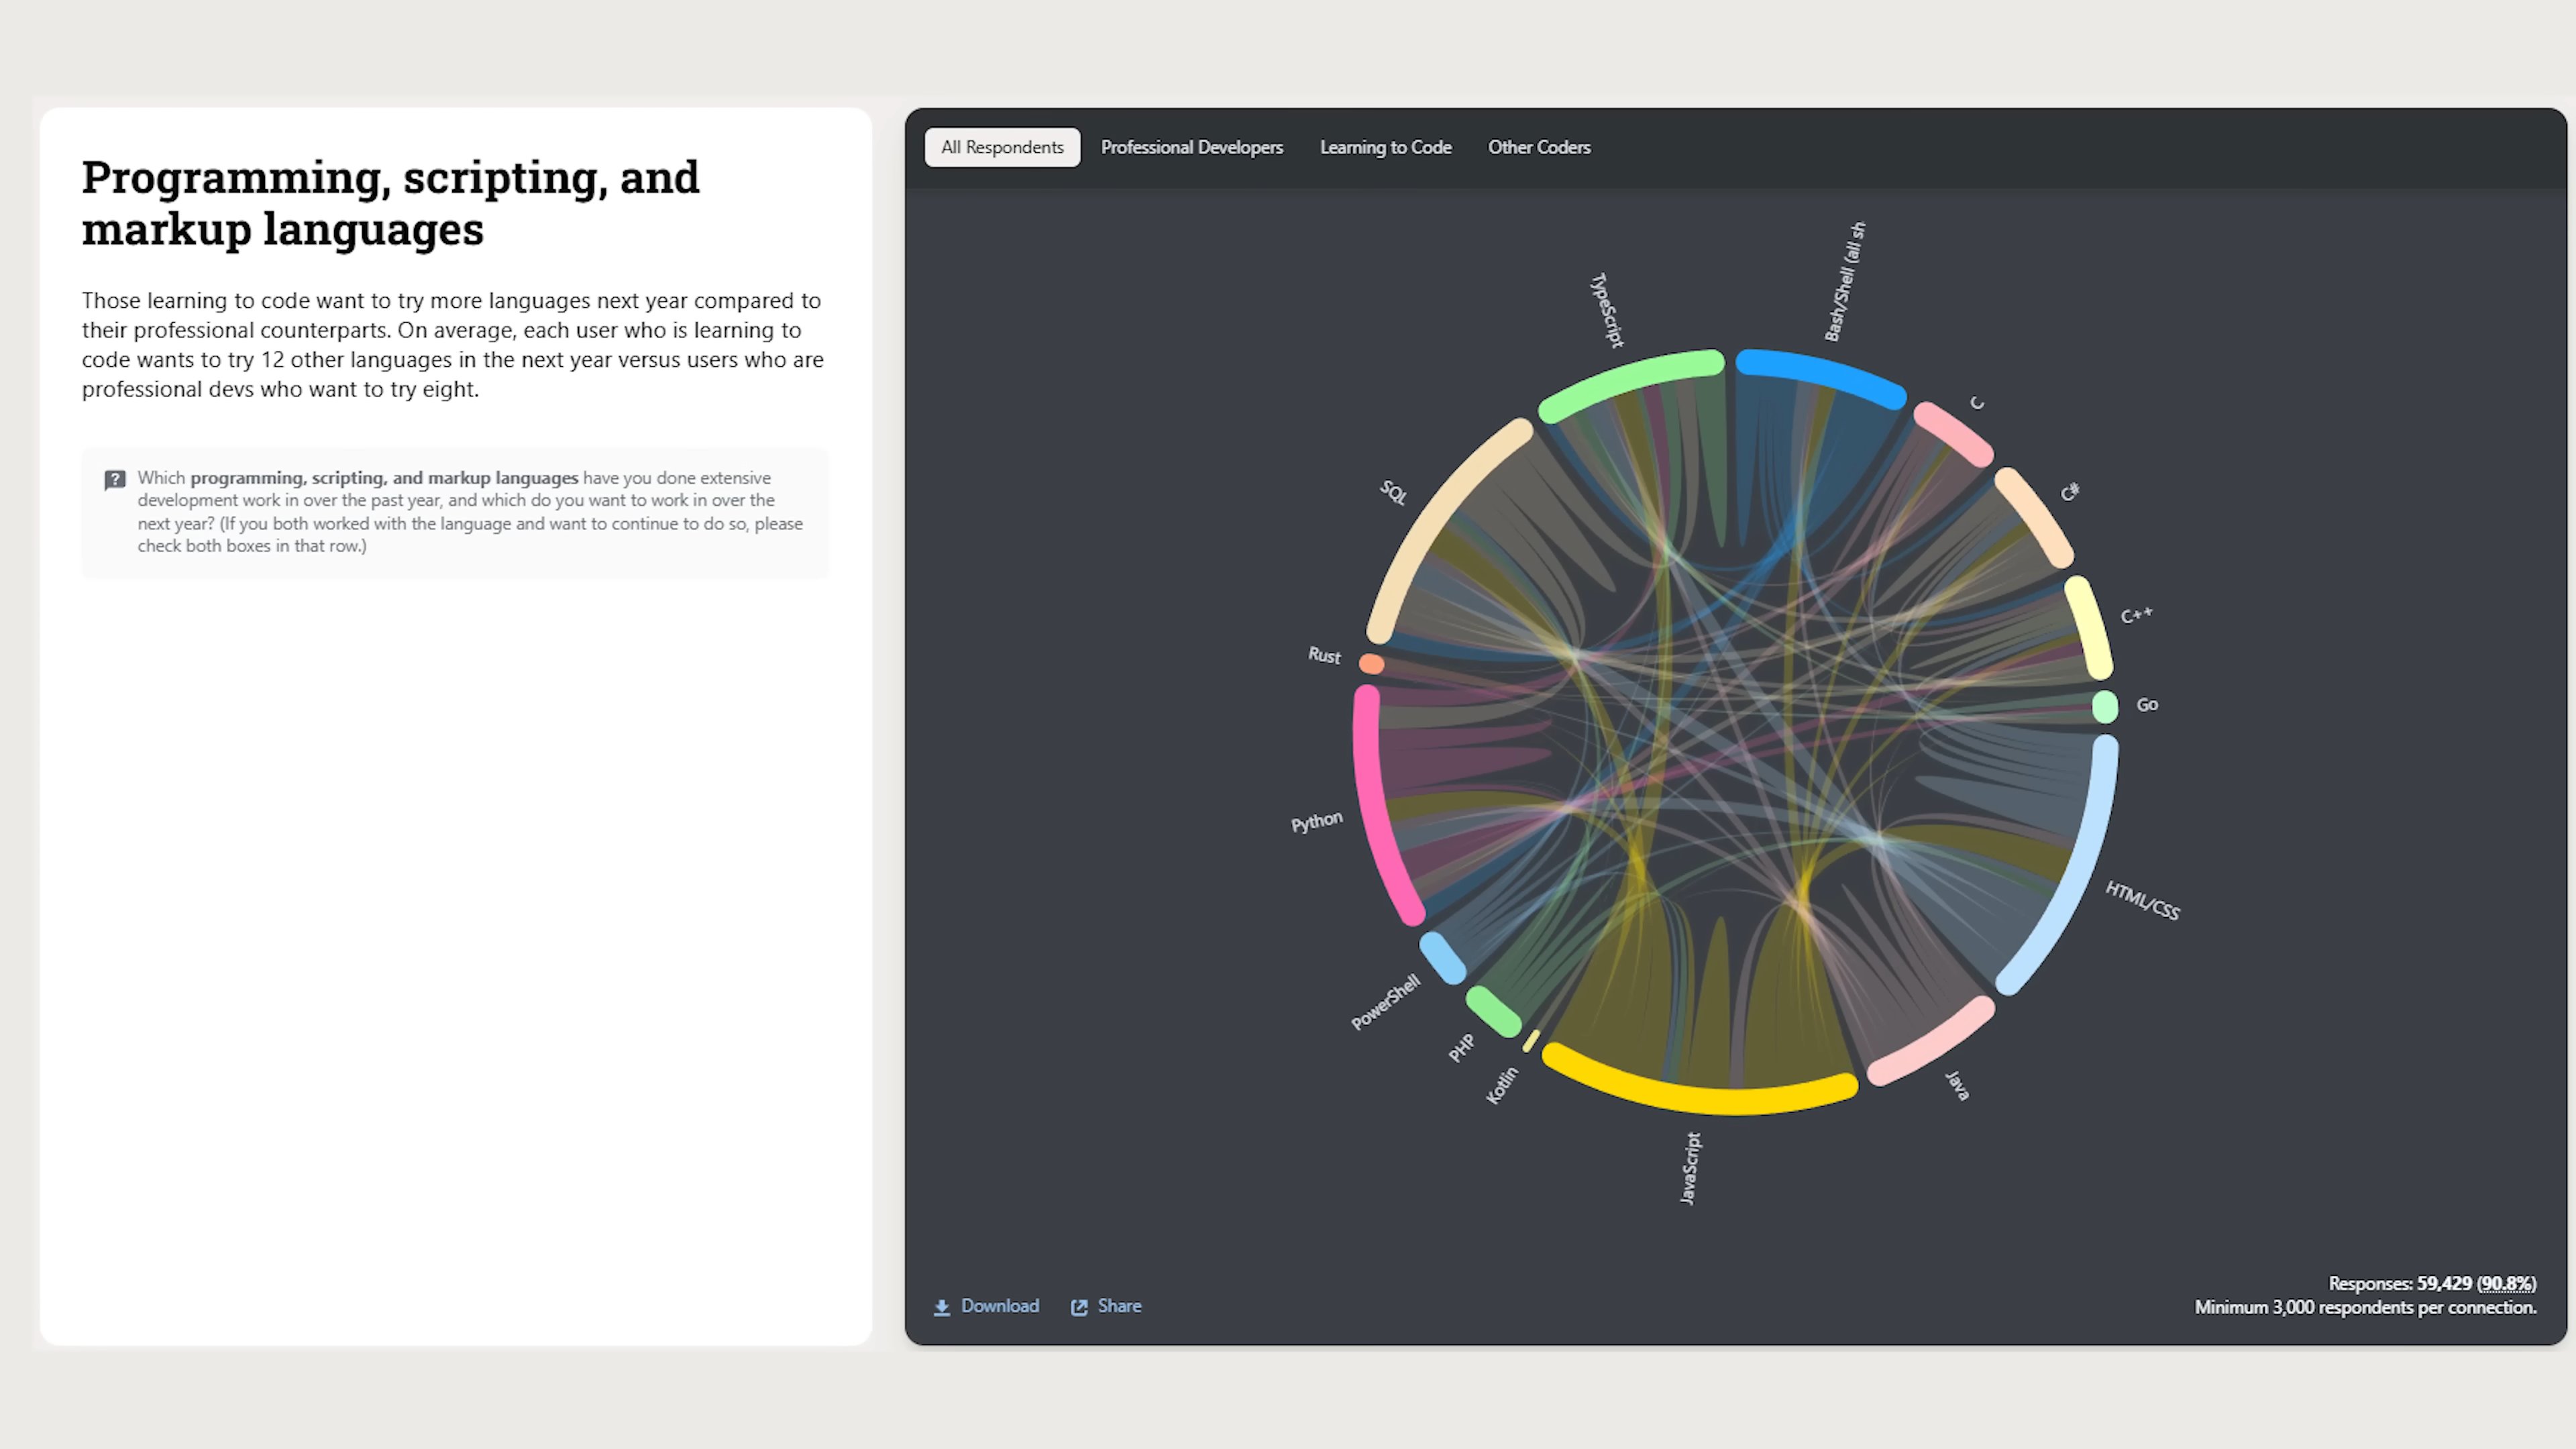 Programming, scripting, and
markup languages
Those learning to code want to try more languages next year compared to
their professional counterparts. On average, each user who is learning to
code wants to try 12 other languages in the next year versus users who are
professional devs who want to try eight.
Which programming, scripting, and markup languages have you done extensive
development work in over the past year, and which do you want to work in over the
next year? (If you both worked with the language and want to continue to do so, please
check both boxes in that row.)
All Respondents Professional Developers Learning to Code Other Coders
Bash/Shell (all sh
C
C#
C++
Go
HTML/CSS
Java
JavaScript
Kotlin
PHP
PowerShell
Python
Rust
SQL
TypeScript
Download Share
Responses: 59,429 (90.8%)
Minimum 3,000 respondents per connection.